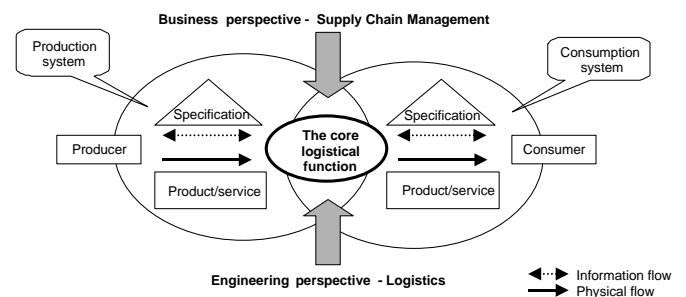 Business perspective - Supply Chain Management
Production
system
Consumption
system
Specification
Specification
Producer
The core
logistical
function
Consumer
Product/service
Product/service
Engineering perspective - Logistics
Information flow
Physical flow